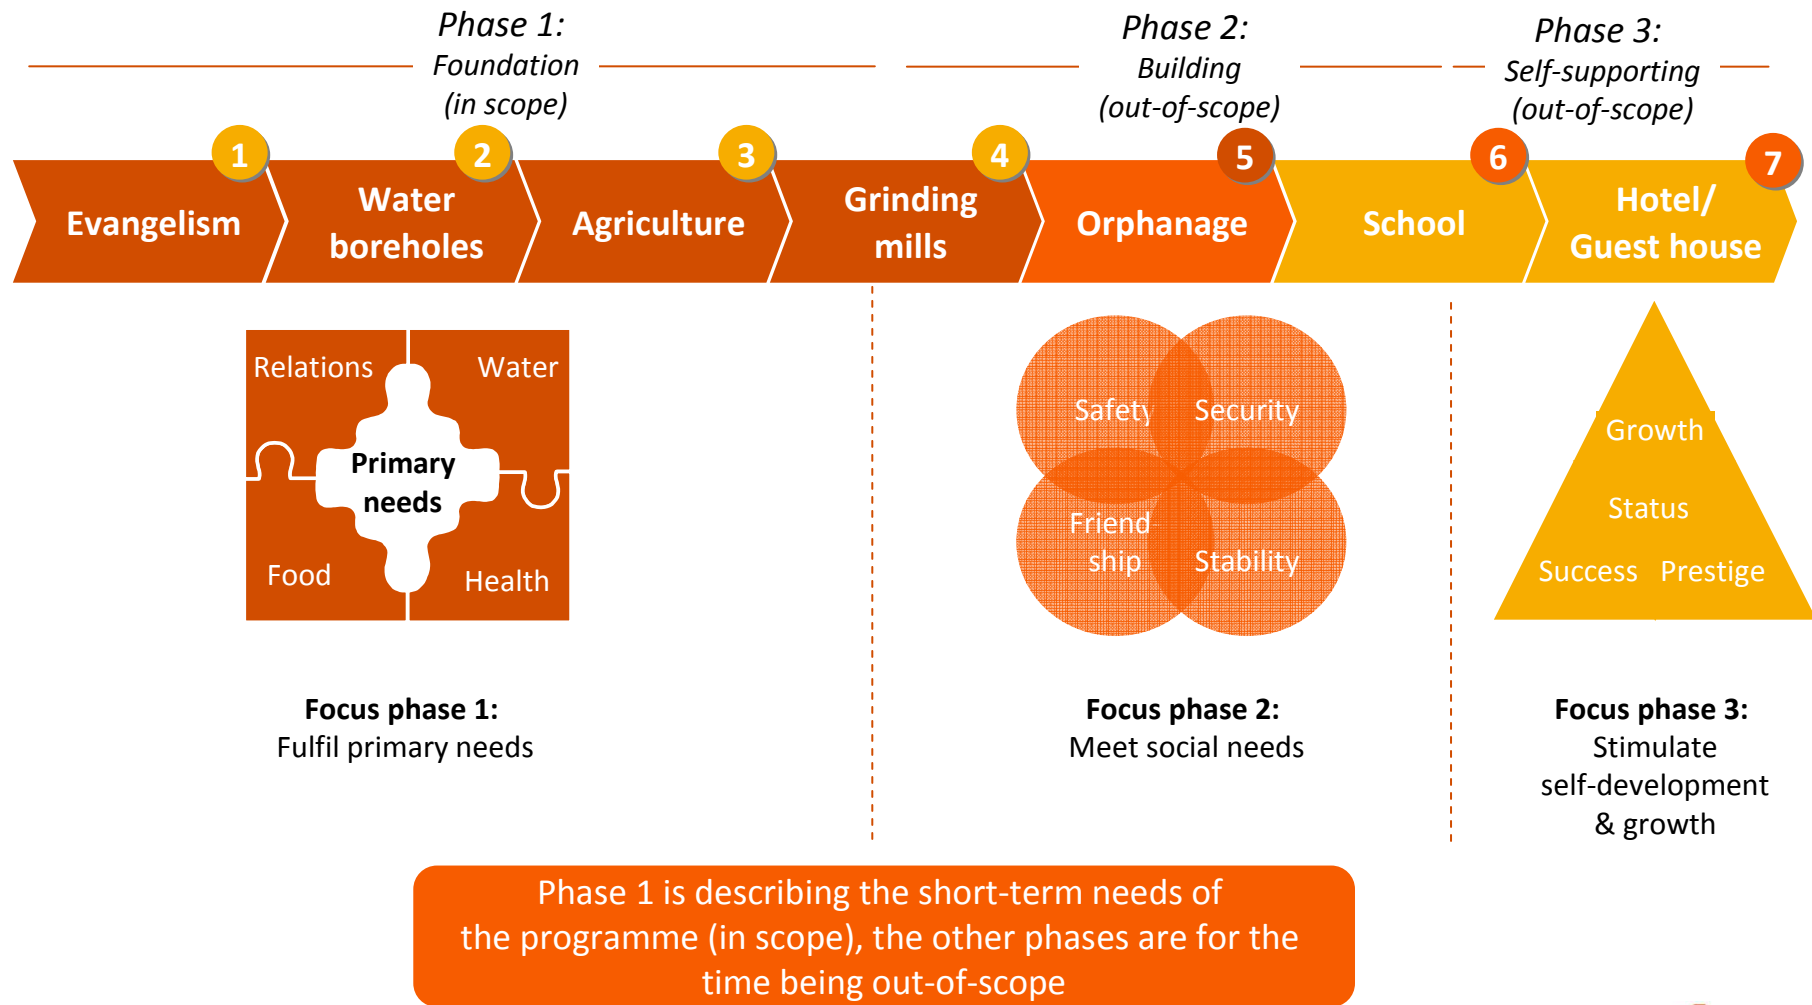 Phase 1:
Foundation
(in scope)
Phase 2:
Building
(out-of-scope)
Phase 3:
Self-supporting
(out-of-scope)
1
2
3
4
5
6
7
Evangelism
Water
boreholes
Agriculture
Grinding
mills
Orphanage
School
Hotel/
Guest house
Relations
Water
Primary
needs
Food
Health
Safety
Security
Friend-
ship
Stability
Growth
Status
Success Prestige
Focus phase 1:
Fulfil primary needs
Focus phase 2:
Meet social needs
Focus phase 3:
Stimulate
self-development
& growth
Phase 1 is describing the short-term needs of
the programme (in scope), the other phases are for the
time being out-of-scope